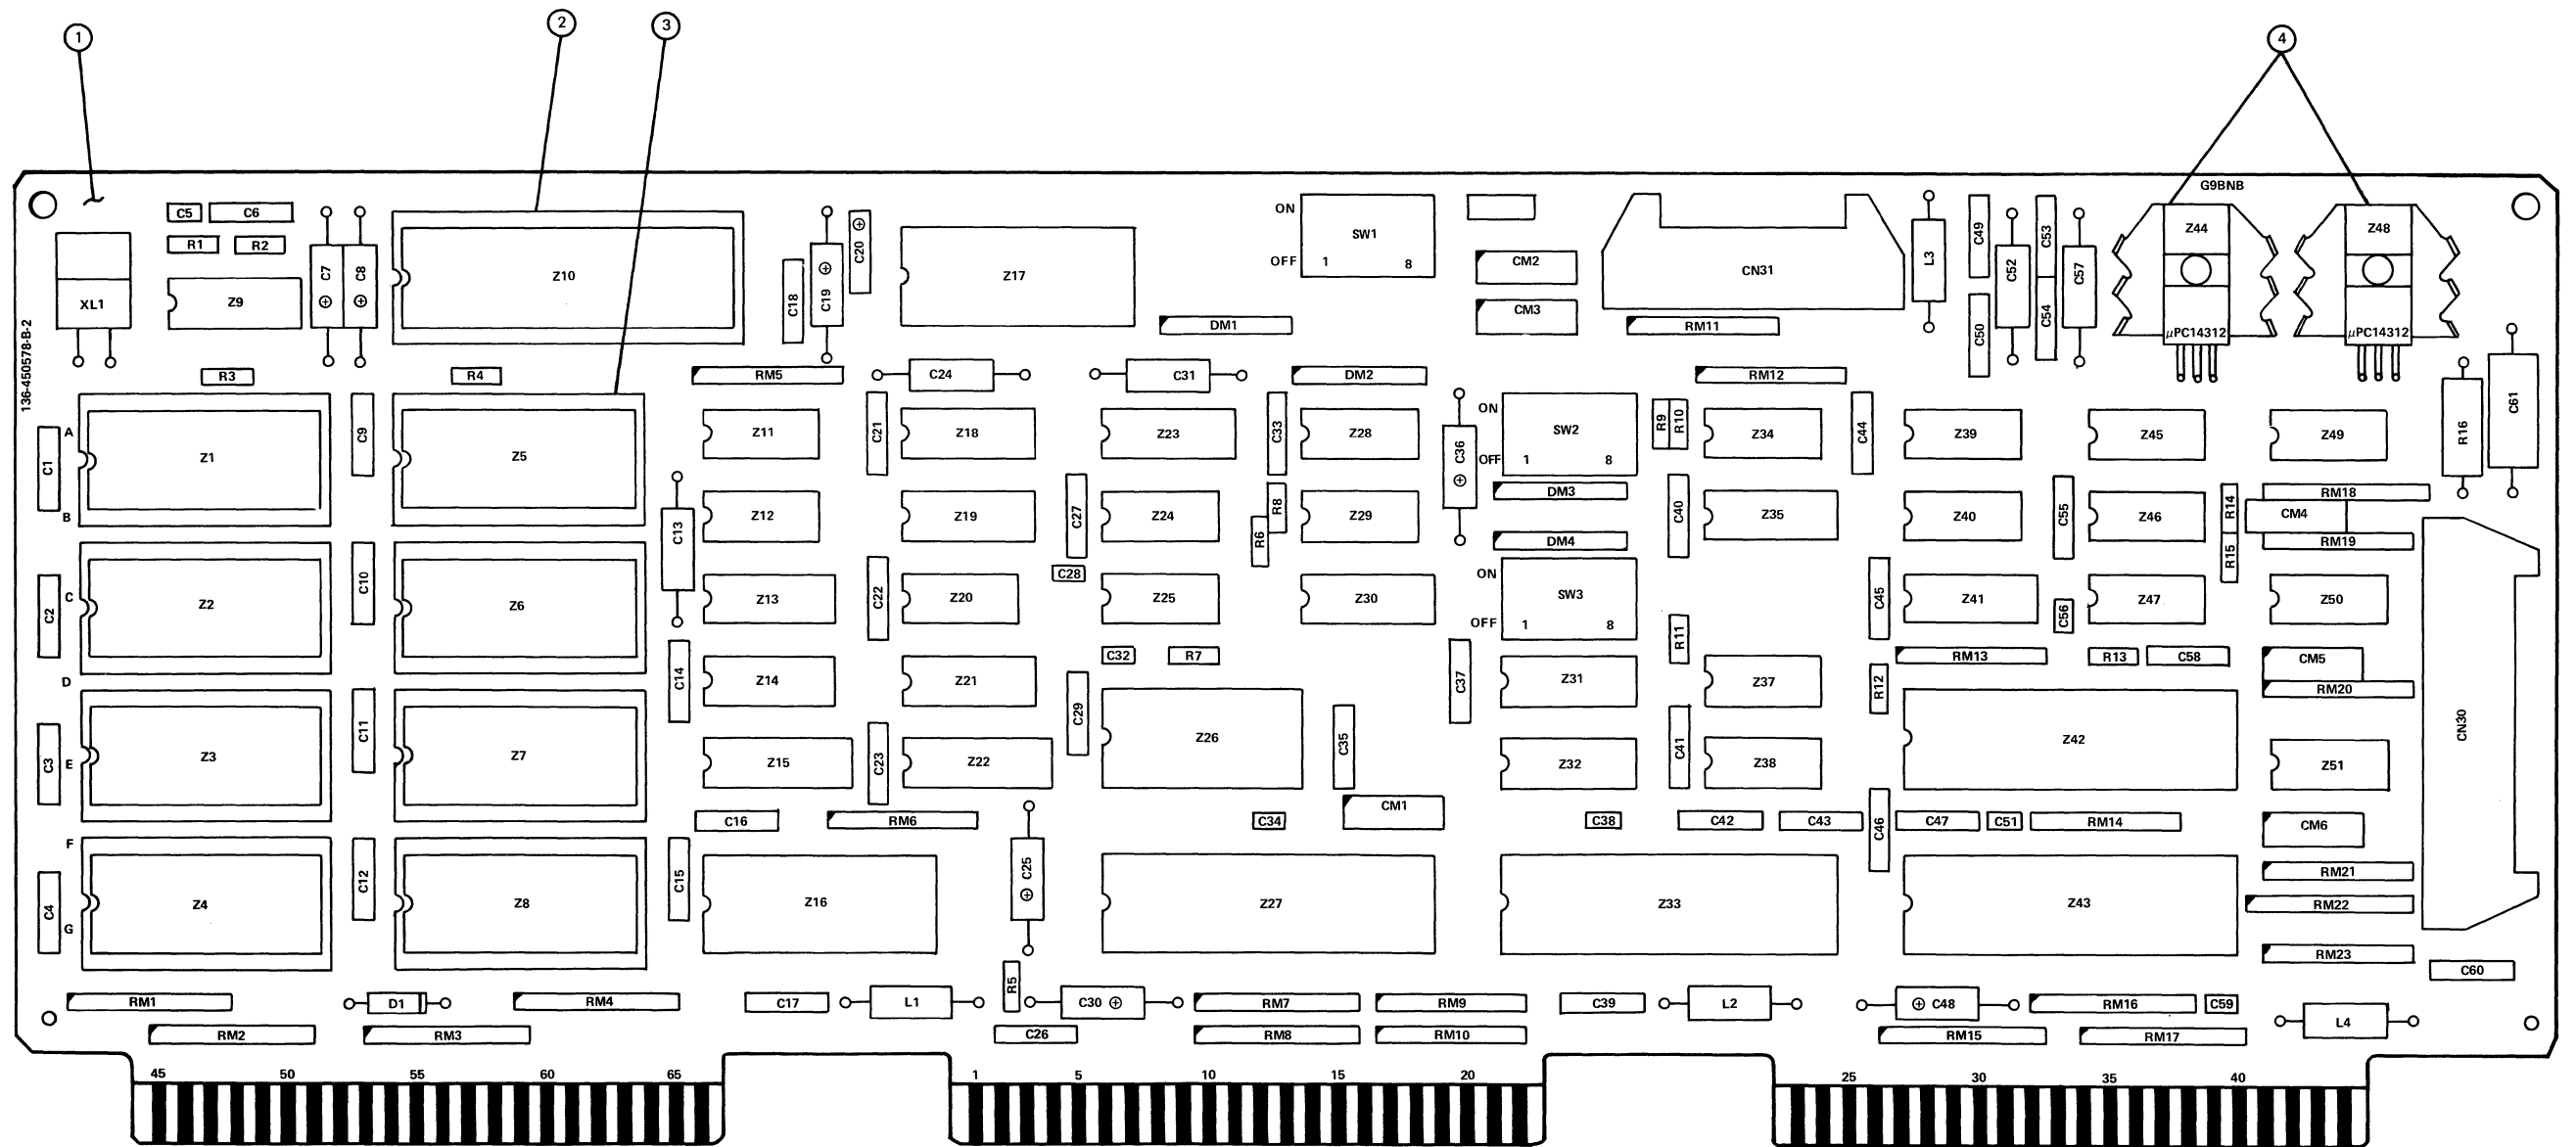 1
2
3
4
G9BNB
136-450578-B-2
C5 C6
R1 R2
XL1
Z9
C7
C8
Z10
C18
C19
C20
Z17
DM1
ON
OFF
SW1
1 8
CM2
CM3
CN31
RM11
L3
C49
C50
C52
C53
C54
C57
Z44
µPC14312
Z48
µPC14312
R3
R4
RM5
C24
C31
DM2
RM12
R16
C61
A
B
C
D
E
F
G
C1
Z1
C9
Z5
Z11
C21
Z18
Z23
C33
Z28
C36
ON
OFF
SW2
1 8
R9
R10
Z34
C44
Z39
Z45
Z49
C13
Z12
Z19
C27
Z24
R8
R6
Z29
DM3
DM4
C40
Z35
Z40
C55
Z46
R14
R15
RM18
CM4
RM19
C2
Z2
C10
Z6
Z13
C22
Z20
C28
Z25
Z30
ON
OFF
SW3
1 8
R11
C45
Z41
C56
Z47
Z50
C14
C32
R7
RM13
R13
C58
CM5
RM20
Z14
Z21
C29
C37
Z31
Z37
R12
CN30
C3
Z3
C11
Z7
Z15
C23
Z22
Z26
C35
Z32
C41
Z38
Z42
Z51
C16
RM6
C34
CM1
C38
C42
C43
C46
C47
C51
RM14
CM6
C4
Z4
C12
Z8
C15
Z16
C25
Z27
Z33
Z43
RM21
RM22
RM23
C60
RM1
D1
RM4
C17
L1
R5
C30
RM7
RM9
C39
L2
C48
RM16
C59
L4
RM2
RM3
C26
RM8
RM10
RM15
RM17
45 50 55 60 65
1 5 10 15 20
25 30 35 40